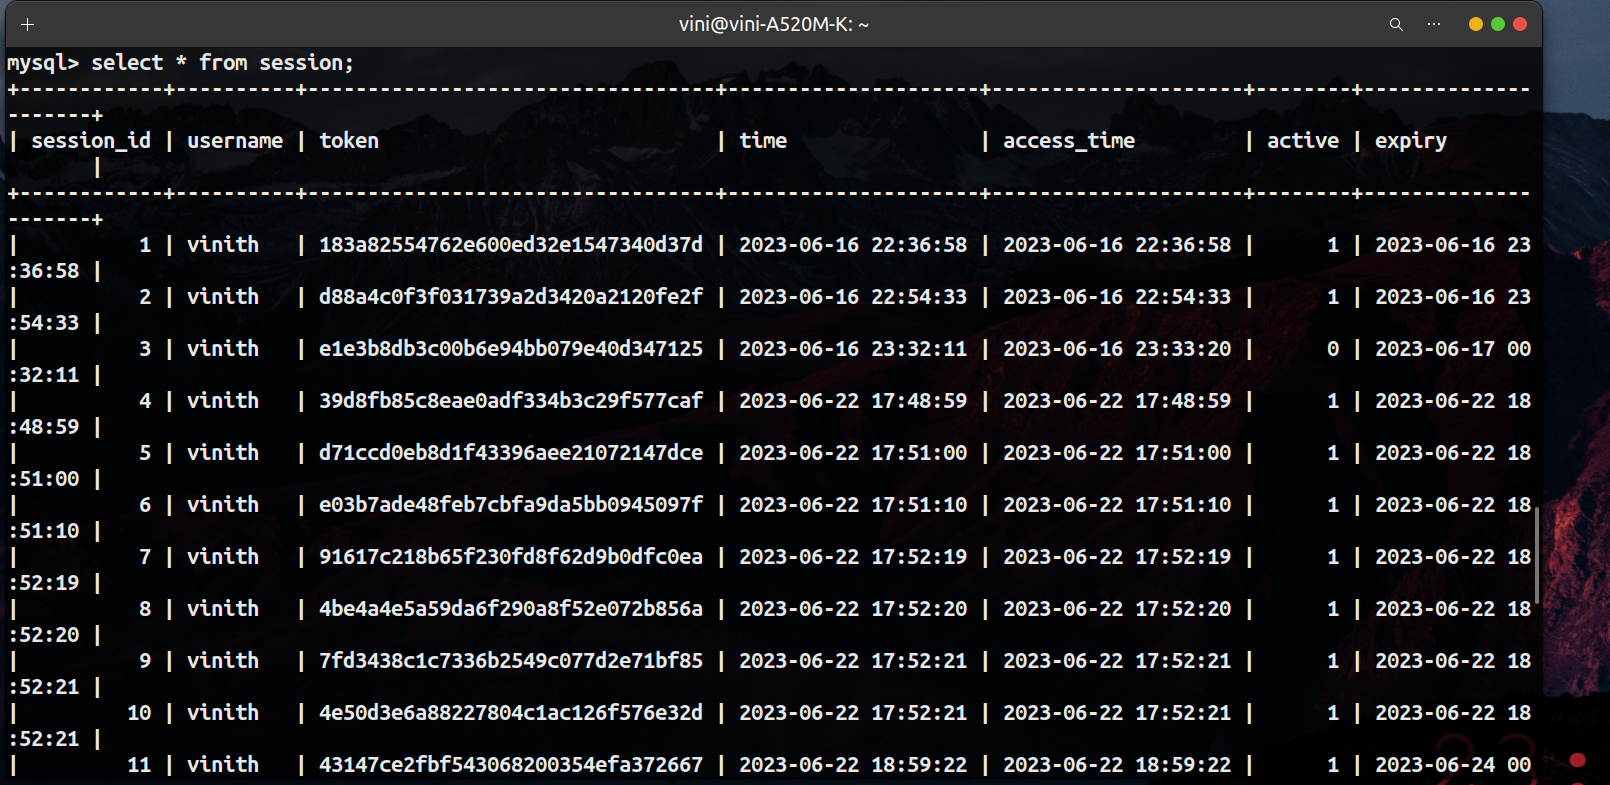 vini@vini-A520M-K: ~
mysql> select * from session;
+------------+----------+----------------------------------+---------------------+---------------------+--------+--------------
-------+
| session_id | username | token                            | time                | access_time         | active | expiry
       |
+------------+----------+----------------------------------+---------------------+---------------------+--------+--------------
-------+
|          1 | vinith   | 183a82554762e600ed32e1547340d37d | 2023-06-16 22:36:58 | 2023-06-16 22:36:58 |      1 | 2023-06-16 23
:36:58 |
|          2 | vinith   | d88a4c0f3f031739a2d3420a2120fe2f | 2023-06-16 22:54:33 | 2023-06-16 22:54:33 |      1 | 2023-06-16 23
:54:33 |
|          3 | vinith   | e1e3b8db3c00b6e94bb079e40d347125 | 2023-06-16 23:32:11 | 2023-06-16 23:33:20 |      0 | 2023-06-17 00
:32:11 |
|          4 | vinith   | 39d8fb85c8eae0adf334b3c29f577caf | 2023-06-22 17:48:59 | 2023-06-22 17:48:59 |      1 | 2023-06-22 18
:48:59 |
|          5 | vinith   | d71ccd0eb8d1f43396aee21072147dce | 2023-06-22 17:51:00 | 2023-06-22 17:51:00 |      1 | 2023-06-22 18
:51:00 |
|          6 | vinith   | e03b7ade48feb7cbfa9da5bb0945097f | 2023-06-22 17:51:10 | 2023-06-22 17:51:10 |      1 | 2023-06-22 18
:51:10 |
|          7 | vinith   | 91617c218b65f230fd8f62d9b0dfc0ea | 2023-06-22 17:52:19 | 2023-06-22 17:52:19 |      1 | 2023-06-22 18
:52:19 |
|          8 | vinith   | 4be4a4e5a59da6f290a8f52e072b856a | 2023-06-22 17:52:20 | 2023-06-22 17:52:20 |      1 | 2023-06-22 18
:52:20 |
|          9 | vinith   | 7fd3438c1c7336b2549c077d2e71bf85 | 2023-06-22 17:52:21 | 2023-06-22 17:52:21 |      1 | 2023-06-22 18
:52:21 |
|         10 | vinith   | 4e50d3e6a88227804c1ac126f576e32d | 2023-06-22 17:52:21 | 2023-06-22 17:52:21 |      1 | 2023-06-22 18
:52:21 |
|         11 | vinith   | 43147ce2fbf543068200354efa372667 | 2023-06-22 18:59:22 | 2023-06-22 18:59:22 |      1 | 2023-06-24 00